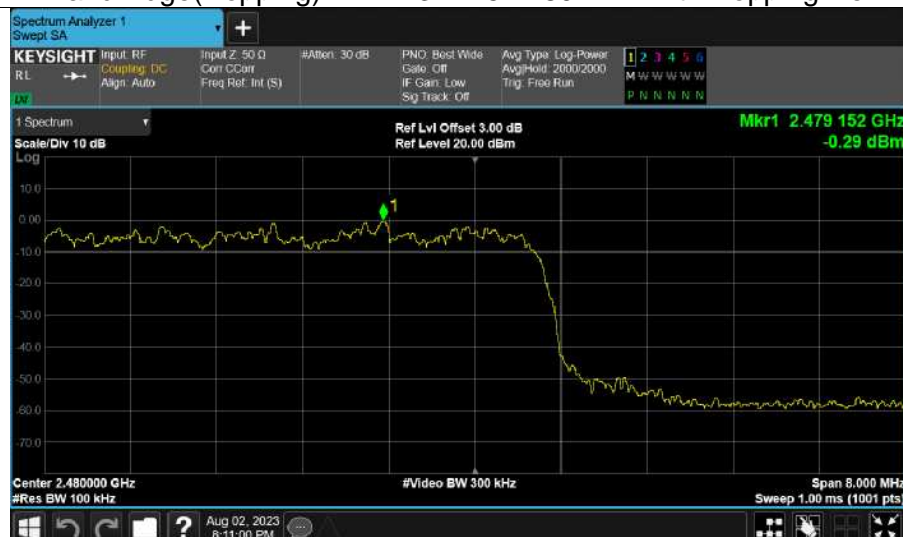 Spectrum Analyzer 1
Swept SA
+
KEYSIGHT Input: RF Input Z: 50 Ω #Atten: 30 dB PNO: Best Wide Avg Type: Log-Power 1 2 3 4 5 6
RL Coupling: DC Corr CCorr Gate: Off Avg|Hold: 2000/2000 M W W W W W
Align: Auto Freq Ref: Int (S) IF Gain: Low Trig: Free Run
Sig Track: Off P N N N N N
1 Spectrum Ref Lvl Offset 3.00 dB Mkr1 2.479 152 GHz
Scale/Div 10 dB Ref Level 20.00 dBm -0.29 dBm
Log
10.0
1
0.00
-10.0
-20.0
-30.0
-40.0
-50.0
-60.0
-70.0
Center 2.480000 GHz #Video BW 300 kHz Span 8.000 MHz
#Res BW 100 kHz Sweep 1.00 ms (1001 pts)
? Aug 02, 2023
8:11:00 PM